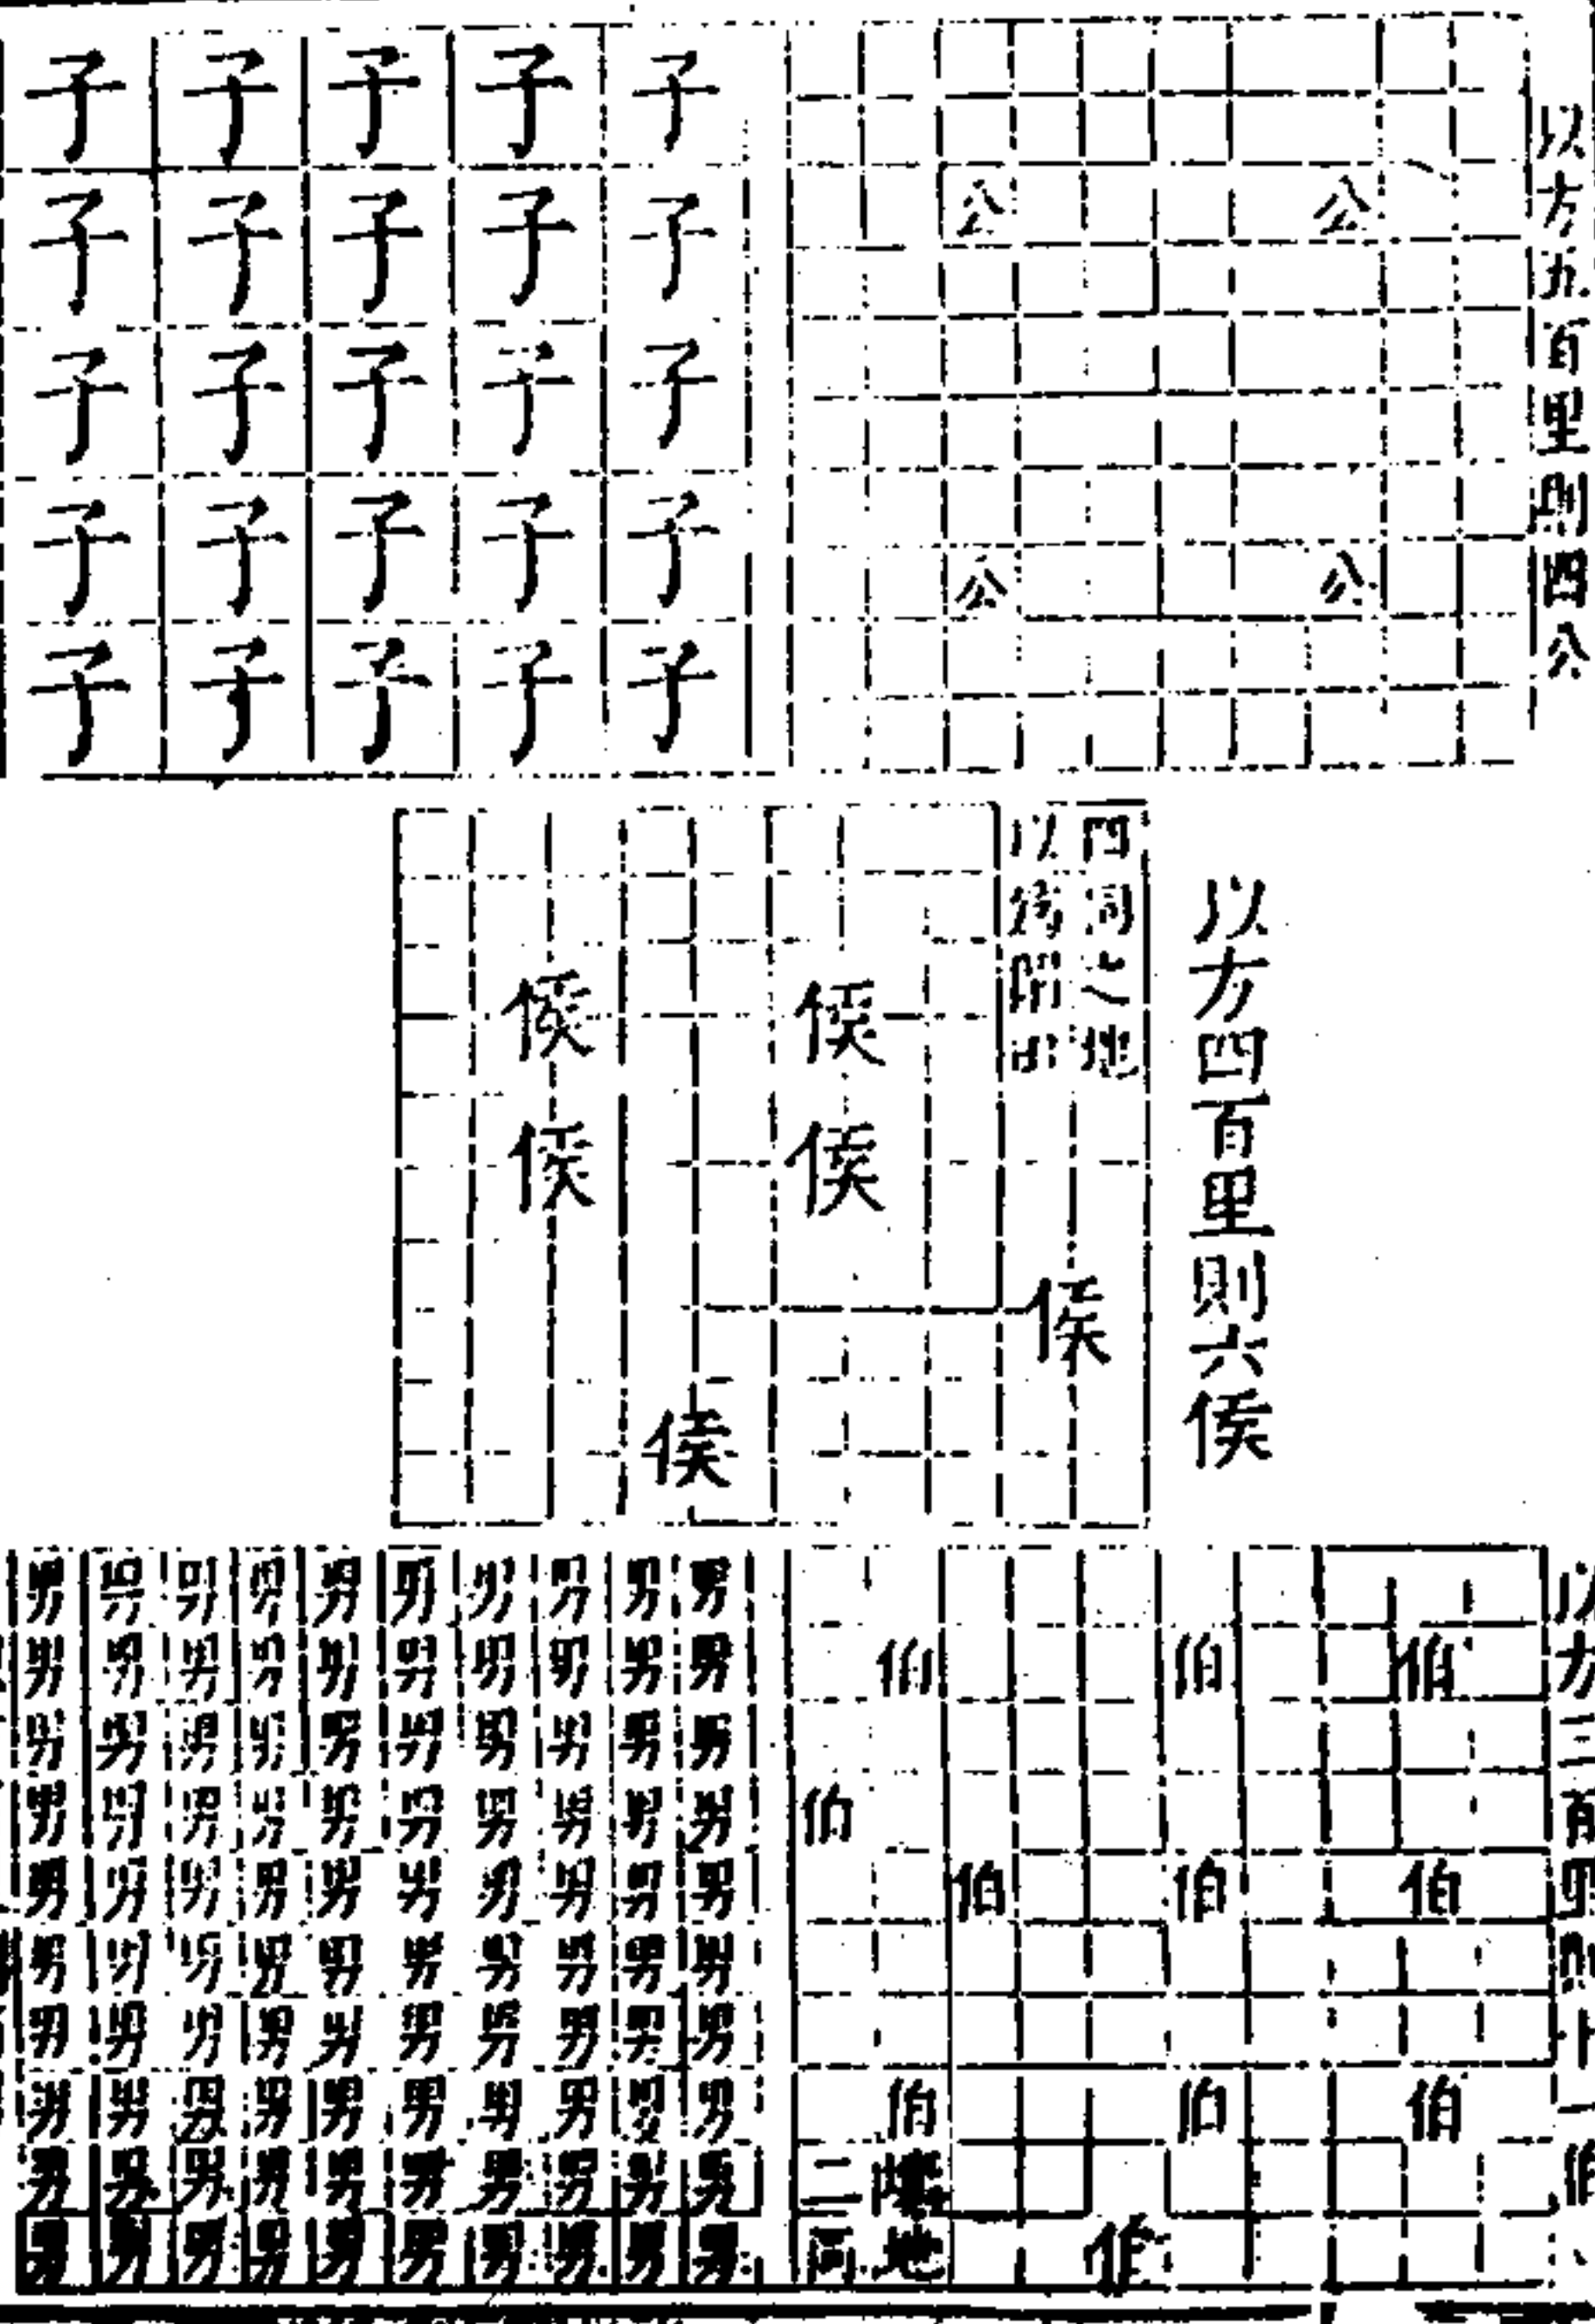 以方五百里則四公
公 公
公 公
子 子 子 子 子
子 子 子 子 子
子 子 子 子 子
子 子 子 子 子
子 子 子 子 子
以方四百里則六侯
四同之地
以為附庸
侯 侯
侯 侯
侯
侯
以方三百里則十一伯
伯 伯 伯
伯
伯 伯 伯
伯 伯 伯
伯
地
二同
男 男 男 男 男 男 男 男 男 男
男 男 男 男 男 男 男 男 男 男
男 男 男 男 男 男 男 男 男 男
男 男 男 男 男 男 男 男 男 男
男 男 男 男 男 男 男 男 男 男
男 男 男 男 男 男 男 男 男 男
男 男 男 男 男 男 男 男 男 男
男 男 男 男 男 男 男 男 男 男
男 男 男 男 男 男 男 男 男 男
男 男 男 男 男 男 男 男 男 男